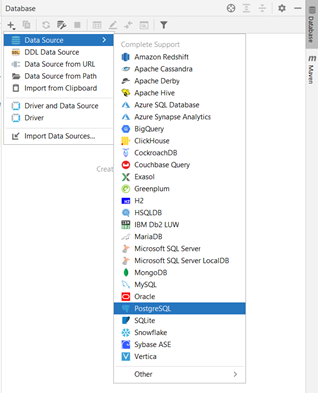 Database
Data Source
DDL Data Source
Data Source from URL
Data Source from Path
Import from Clipboard
Driver and Data Source
Driver
Import Data Sources...
Creat
Complete Support
Amazon Redshift
Apache Cassandra
Apache Derby
Apache Hive
Azure SQL Database
Azure Synapse Analytics
BigQuery
ClickHouse
CockroachDB
Couchbase Query
Exasol
Greenplum
H2
HSQLDB
IBM Db2 LUW
MariaDB
Microsoft SQL Server
Microsoft SQL Server LocalDB
MongoDB
MySQL
Oracle
PostgreSQL
SQLite
Snowflake
Sybase ASE
Vertica
Other
Database
Maven